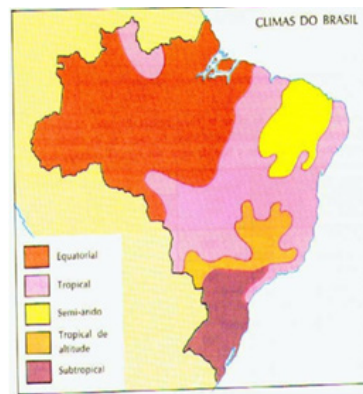 CLIMAS DO BRASIL
Equatorial
Tropical
Semi-árido
Tropical de
altitude
Subtropical